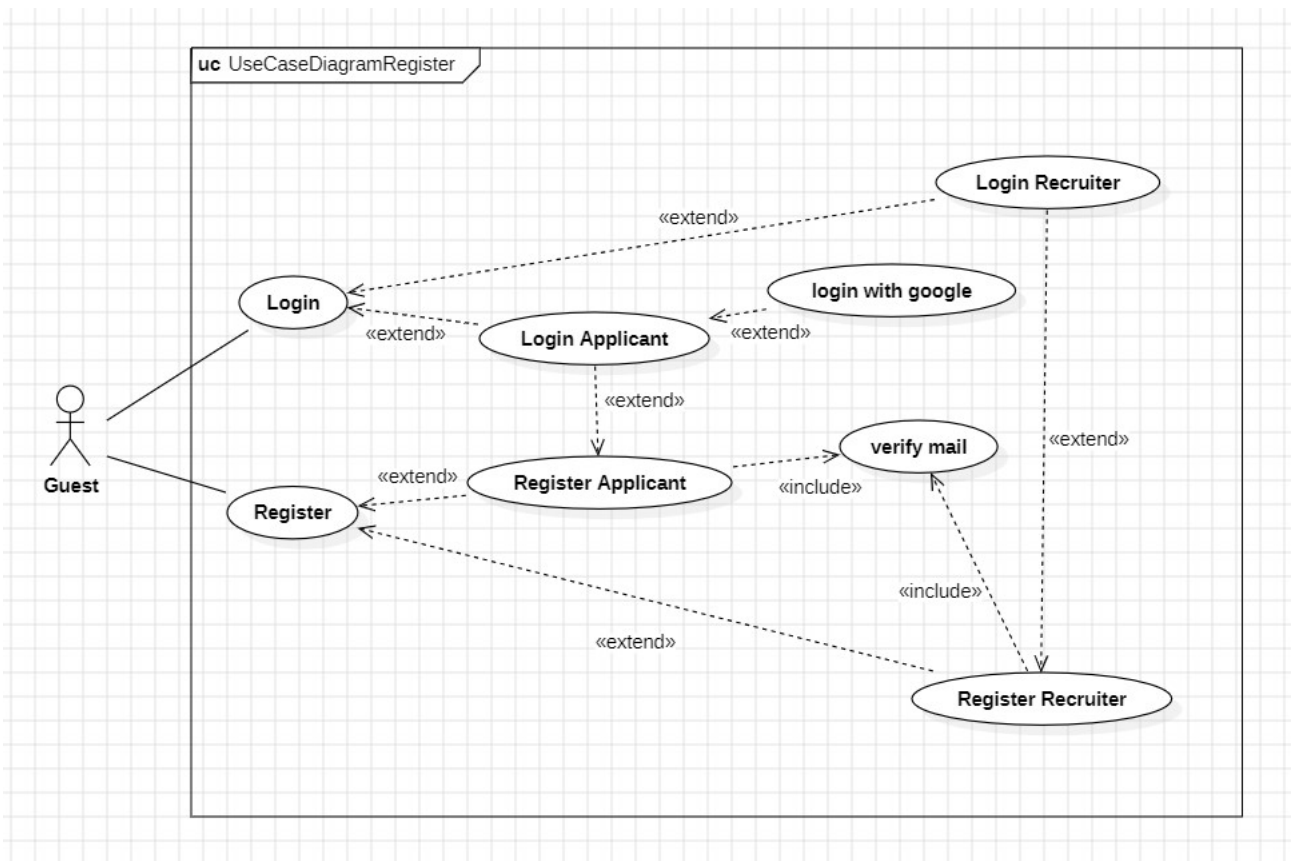 uc UseCaseDiagramRegister
Login Recruiter
«extend»
login with google
Login
«extend»
Login Applicant
«extend»
«extend»
«extend»
verify mail
Guest
«extend»
Register Applicant
«include»
Register
«include»
«extend»
Register Recruiter